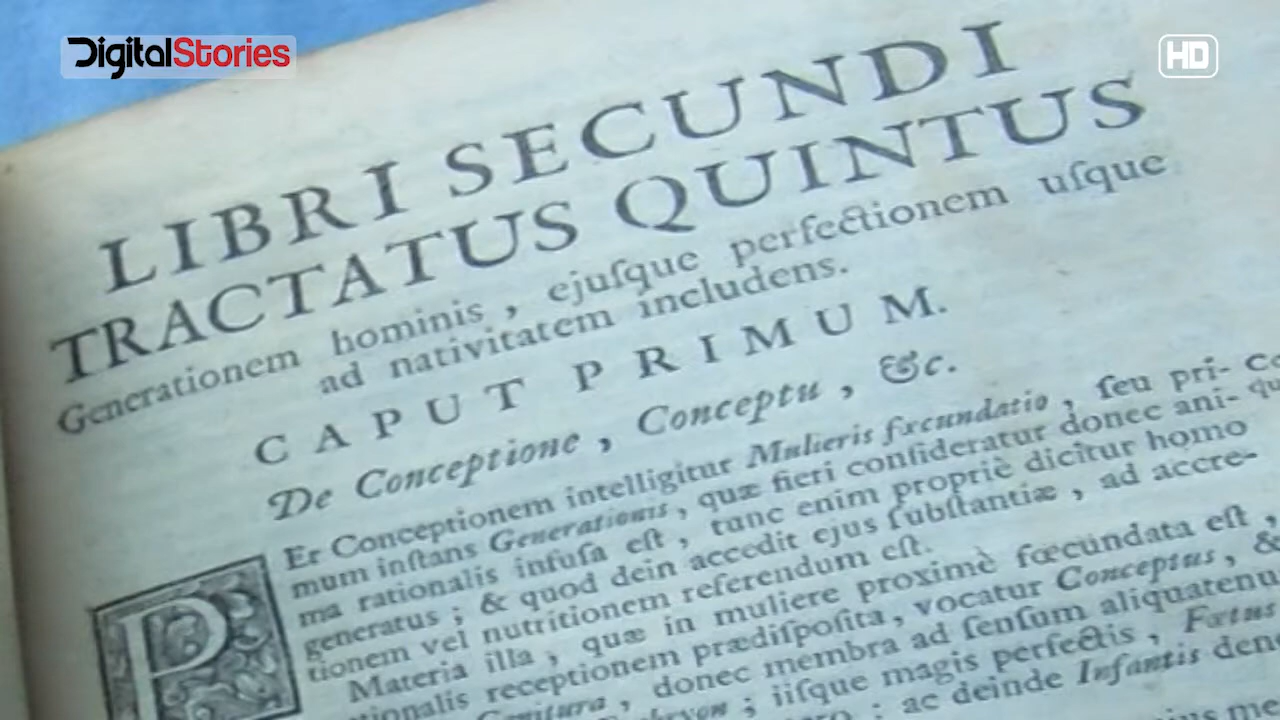 DigitalStories
HD
LIBRI SECUNDI
TRACTATUS QUINTUS
Generationem hominis, ejuſque perfectionem uſque
ad nativitatem includens.
CAPUT PRIMUM.
De Conceptione, Conceptu, &c.
PEr Conceptionem intelligitur Mulieris fœcundatio, ſeu pri-
mum inſtans Generationis, quæ fieri conſideratur donec ani-
ma rationalis infuſa eſt, tunc enim propriè dicitur homo
generatus; & quod dein accedit ejus ſubſtantiæ, ad accre-
tionem vel nutritionem referendum eſt.
Materia illa, quæ in muliere proximè fœcundata eſt,
receptionem prædiſpoſita, vocatur Conceptus, &
Genitura, donec membra ad ſenſum aliquatenu
iiſque magis perfectis, Fœtus
ac deinde Infantis